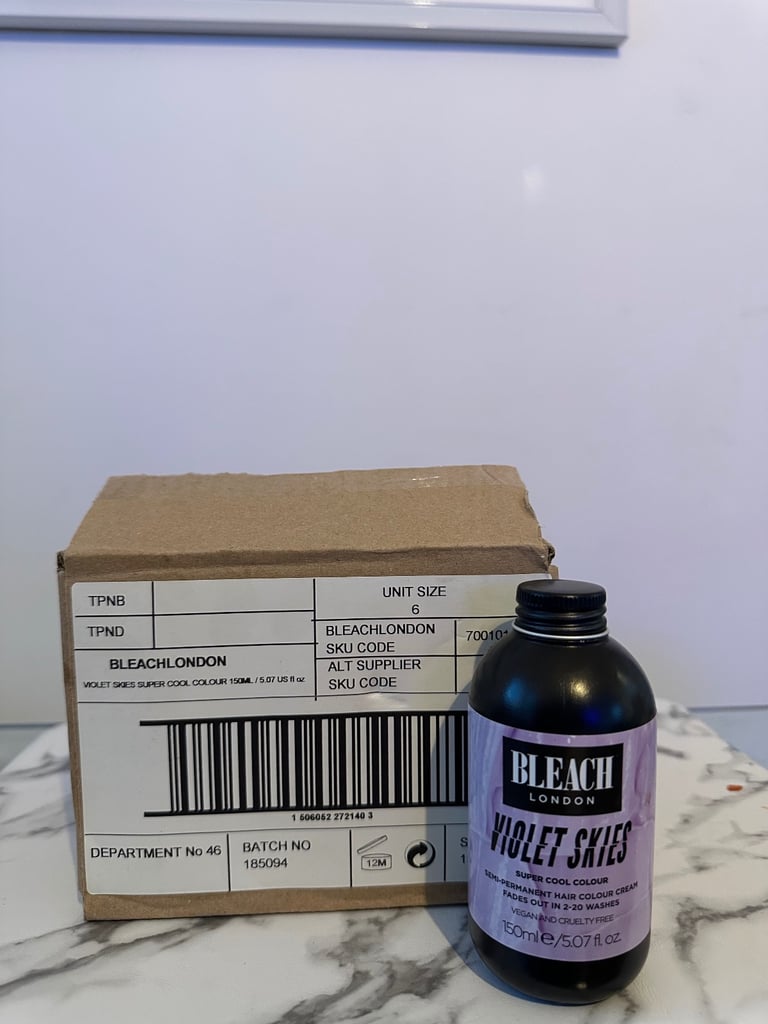 TPNB
TPND
UNIT SIZE
6
BLEACHLONDON
SKU CODE
ALT SUPPLIER
SKU CODE
BLEACHLONDON
VIOLET SKIES SUPER COOL COLOUR 150ML / 5.07 US fl oz
1 506052 272140 3
DEPARTMENT No 46
BATCH NO
185094
12M
BLEACH
LONDON
VIOLET SKIES
SUPER COOL COLOUR
SEMI-PERMANENT HAIR COLOUR CREAM
FADES OUT IN 2-20 WASHES
VEGAN AND CRUELTY FREE
150ml e/5.07 fl. oz.